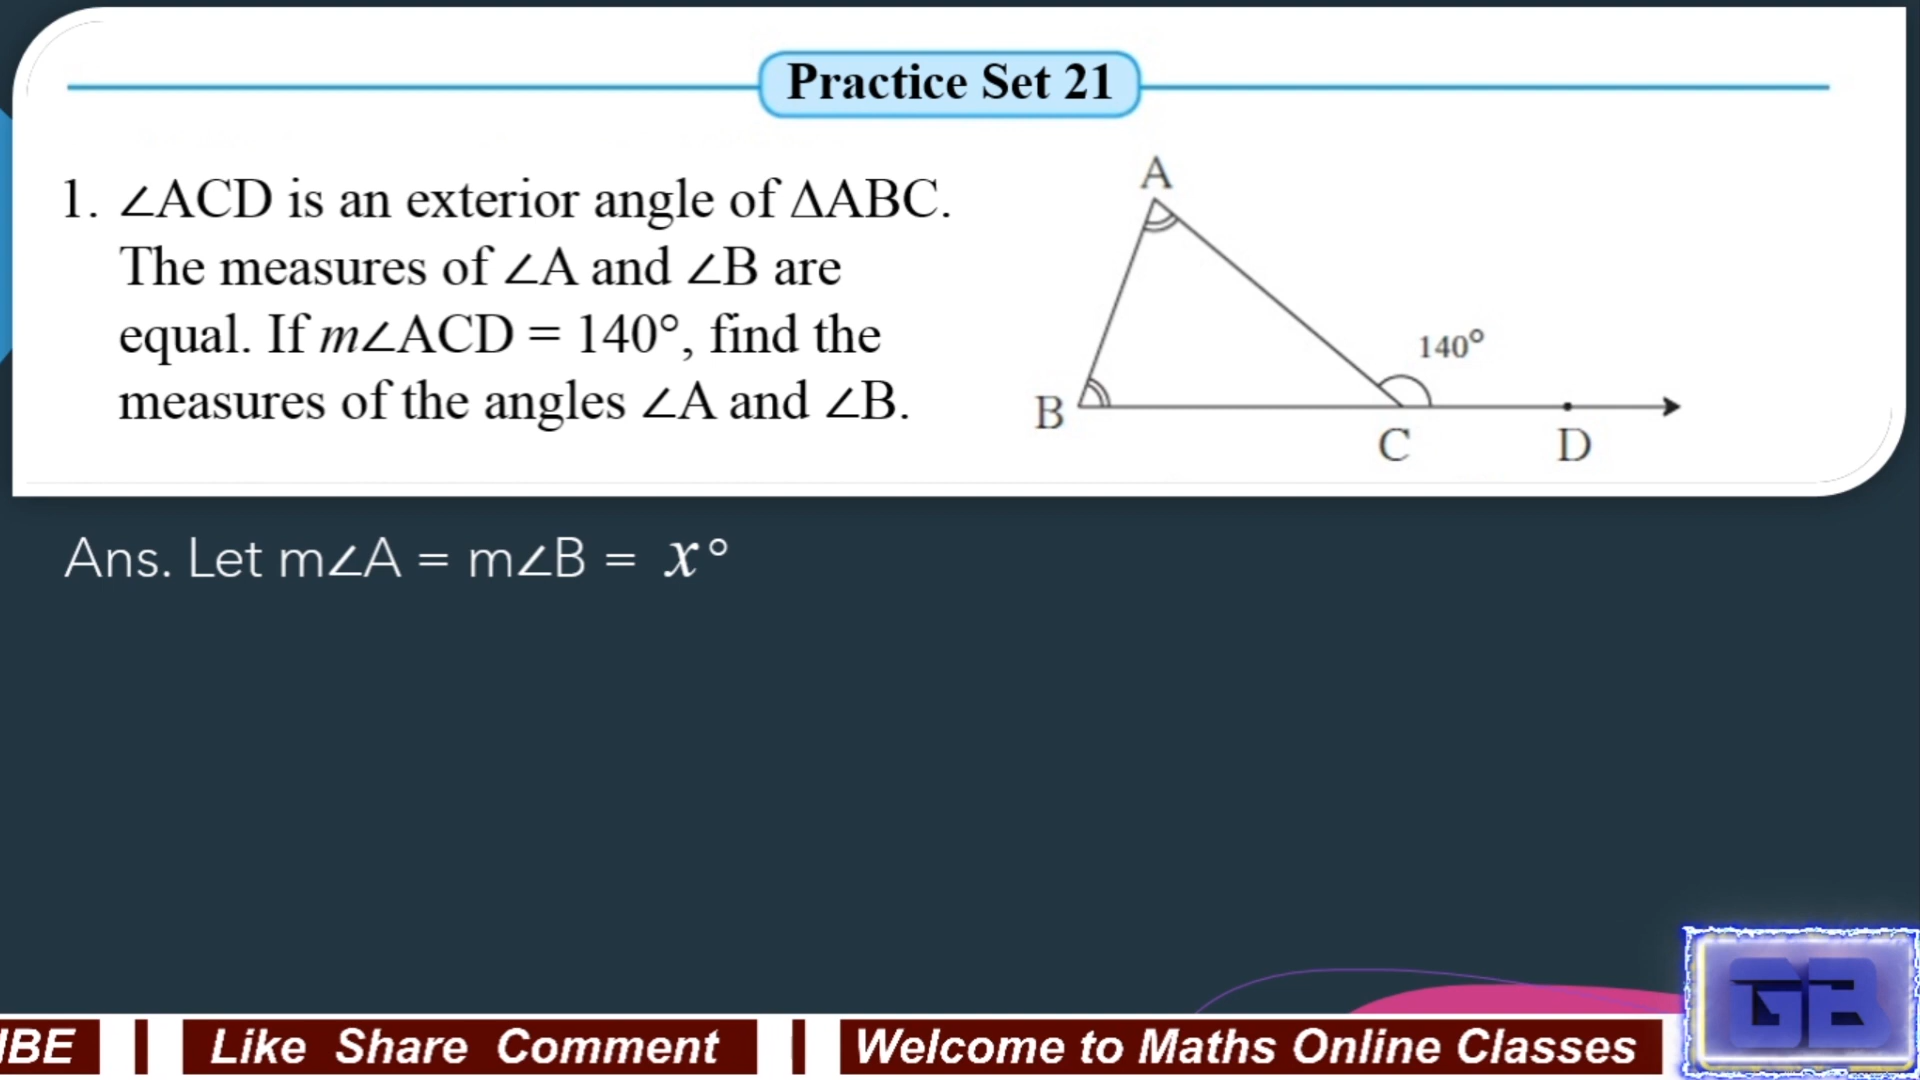 Practice Set 21
1. ∠ACD is an exterior angle of ΔABC.
The measures of ∠A and ∠B are
equal. If m∠ACD = 140°, find the
measures of the angles ∠A and ∠B.
A
140°
B
C
D
Ans. Let m∠A = m∠B = x°
IBE | Like Share Comment | Welcome to Maths Online Classes
GB